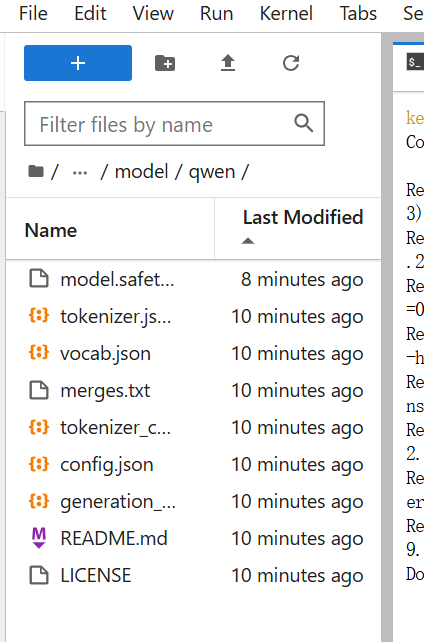 File Edit View Run Kernel Tabs Se
+
Filter files by name
/ ... / model / qwen /
Name Last Modified
model.safet... 8 minutes ago
tokenizer.js... 10 minutes ago
vocab.json 10 minutes ago
merges.txt 10 minutes ago
tokenizer_c... 10 minutes ago
config.json 10 minutes ago
generation_... 10 minutes ago
README.md 10 minutes ago
LICENSE 10 minutes ago
$_
ke
Co
Re
3)
Re
.2
Re
=0
Re
-h
Re
ns
Re
2.
Re
er
Re
9.
Do